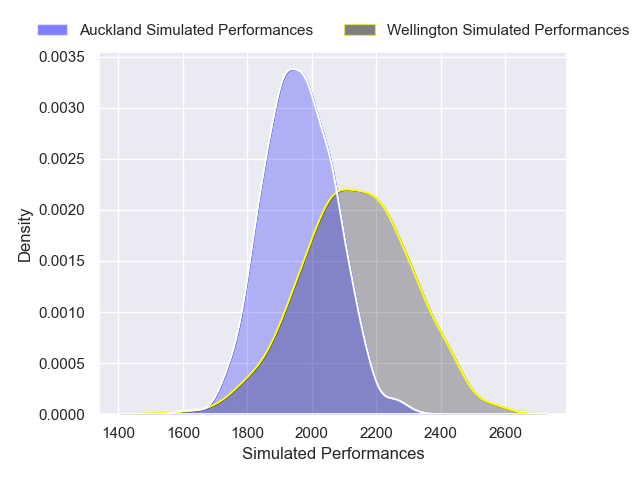 Auckland Simulated Performances Wellington Simulated Performances
0.0035
0.0030
0.0025
0.0020
0.0015
0.0010
0.0005
0.0000
Density
1400 1600 1800 2000 2200 2400 2600
Simulated Performances